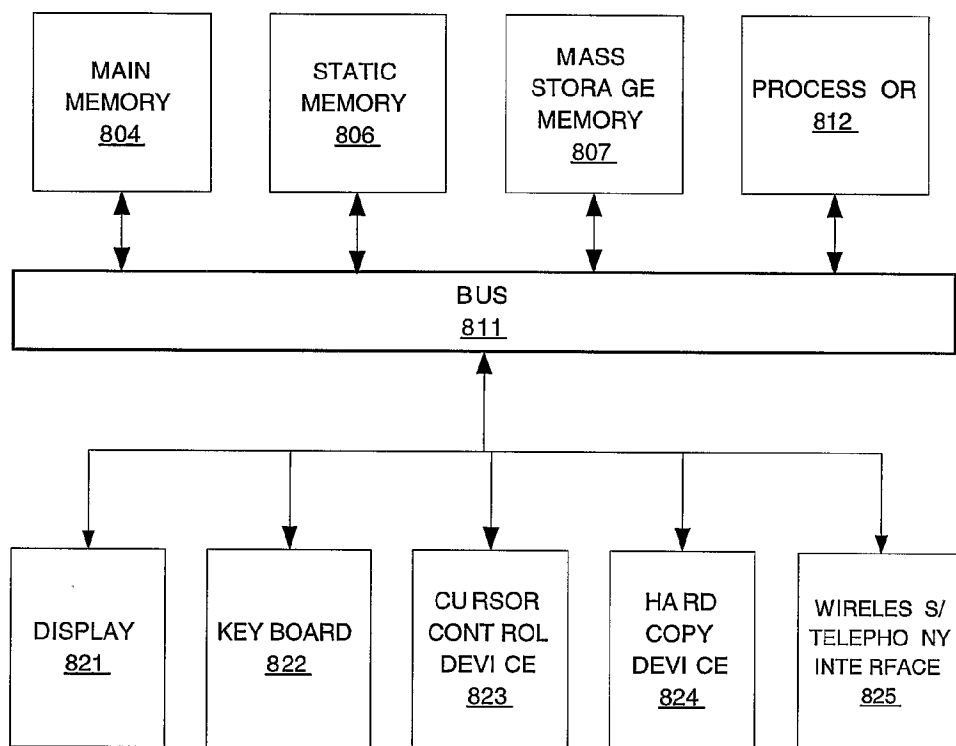 MAIN
MEMORY
804
STATIC
MEMORY
806
MASS
STORA GE
MEMORY
807
PROCESS OR
812
BUS
811
DISPLAY
821
KEY BOARD
822
CURSOR
CONT ROL
DEVI CE
823
HA RD
COPY
DEVI CE
824
WIRELES S/
TELEPHO NY
INTE RFACE
825